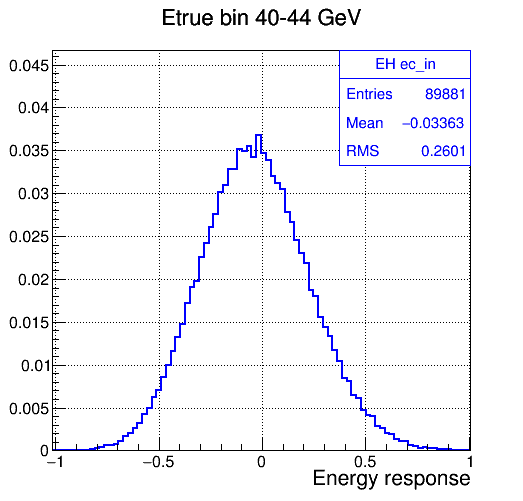 Etrue bin 40-44 GeV
EH ec_in
Entries 89881
Mean −0.03363
RMS 0.2601
0.045
0.04
0.035
0.03
0.025
0.02
0.015
0.01
0.005
0
−1 −0.5 0 0.5 1
Energy response